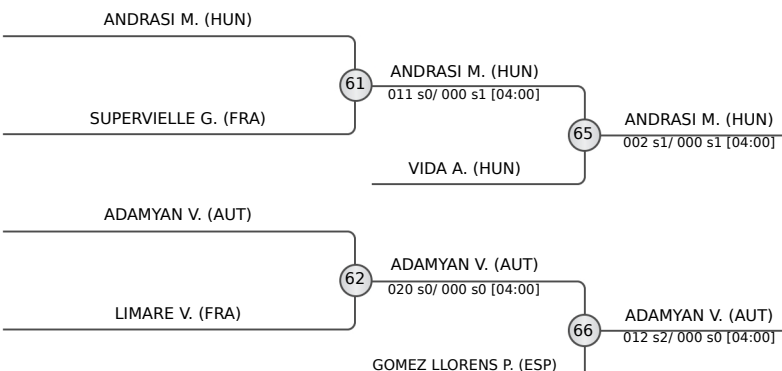 ANDRASI M. (HUN)
61
ANDRASI M. (HUN)
011 s0/ 000 s1 [04:00]
SUPERVIELLE G. (FRA)
65
ANDRASI M. (HUN)
002 s1/ 000 s1 [04:00]
VIDA A. (HUN)
ADAMYAN V. (AUT)
62
ADAMYAN V. (AUT)
020 s0/ 000 s0 [04:00]
LIMARE V. (FRA)
66
ADAMYAN V. (AUT)
012 s2/ 000 s0 [04:00]
GOMEZ LLORENS P. (ESP)